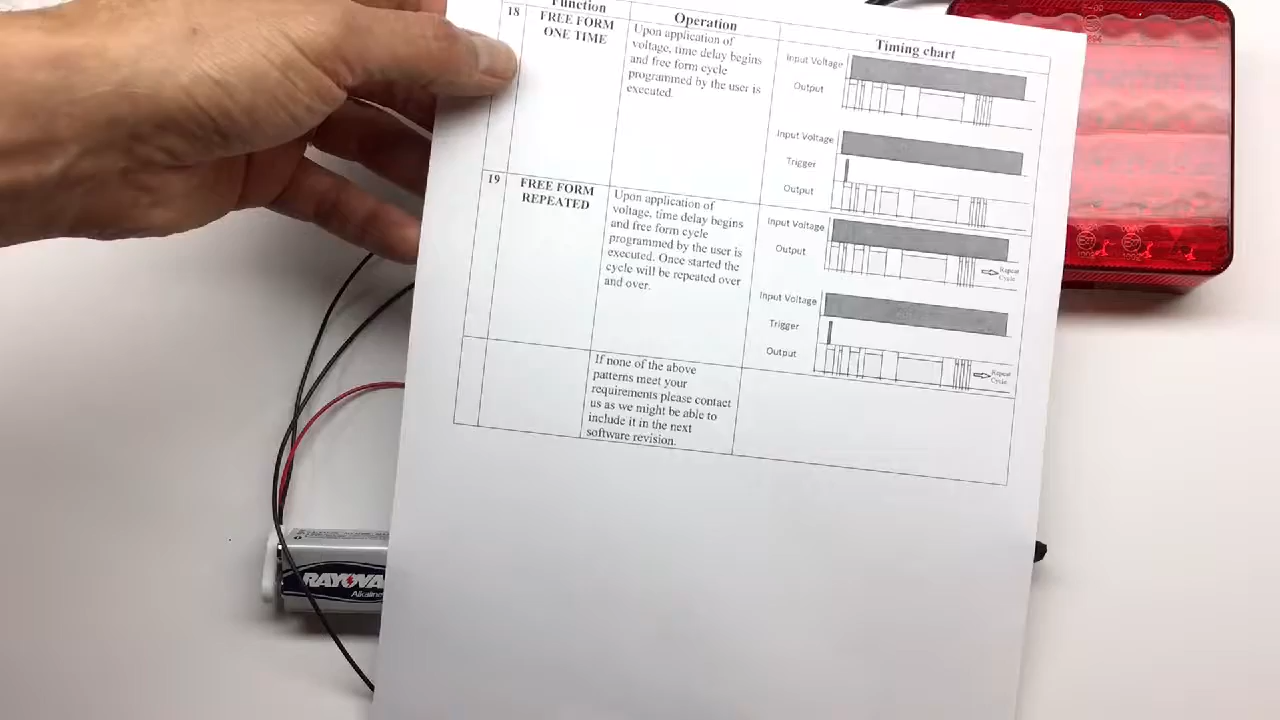 Function
Operation
Timing chart
18
FREE FORM
ONE TIME
Upon application of
voltage, time delay begins
and free form cycle
programmed by the user is
executed.
Input Voltage
Output
Input Voltage
Trigger
Output
19
FREE FORM
REPEATED
Upon application of
voltage, time delay begins
and free form cycle
programmed by the user is
executed. Once started the
cycle will be repeated over
and over.
Input Voltage
Output
Repeat
Cycle
Input Voltage
Trigger
Output
Repeat
Cycle
If none of the above
patterns meet your
requirements please contact
us as we might be able to
include it in the next
software revision.
RAYOVA
Alkaline